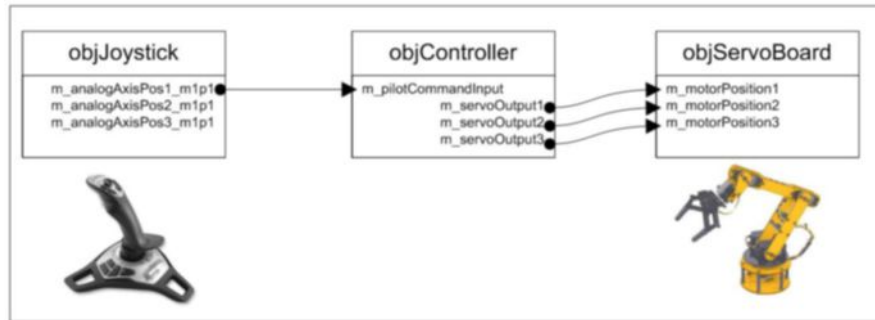 objJoystick
m_analogAxisPos1_m1p1
m_analogAxisPos2_m1p1
m_analogAxisPos3_m1p1
objController
m_pilotCommandInput
m_servoOutput1
m_servoOutput2
m_servoOutput3
objServoBoard
m_motorPosition1
m_motorPosition2
m_motorPosition3